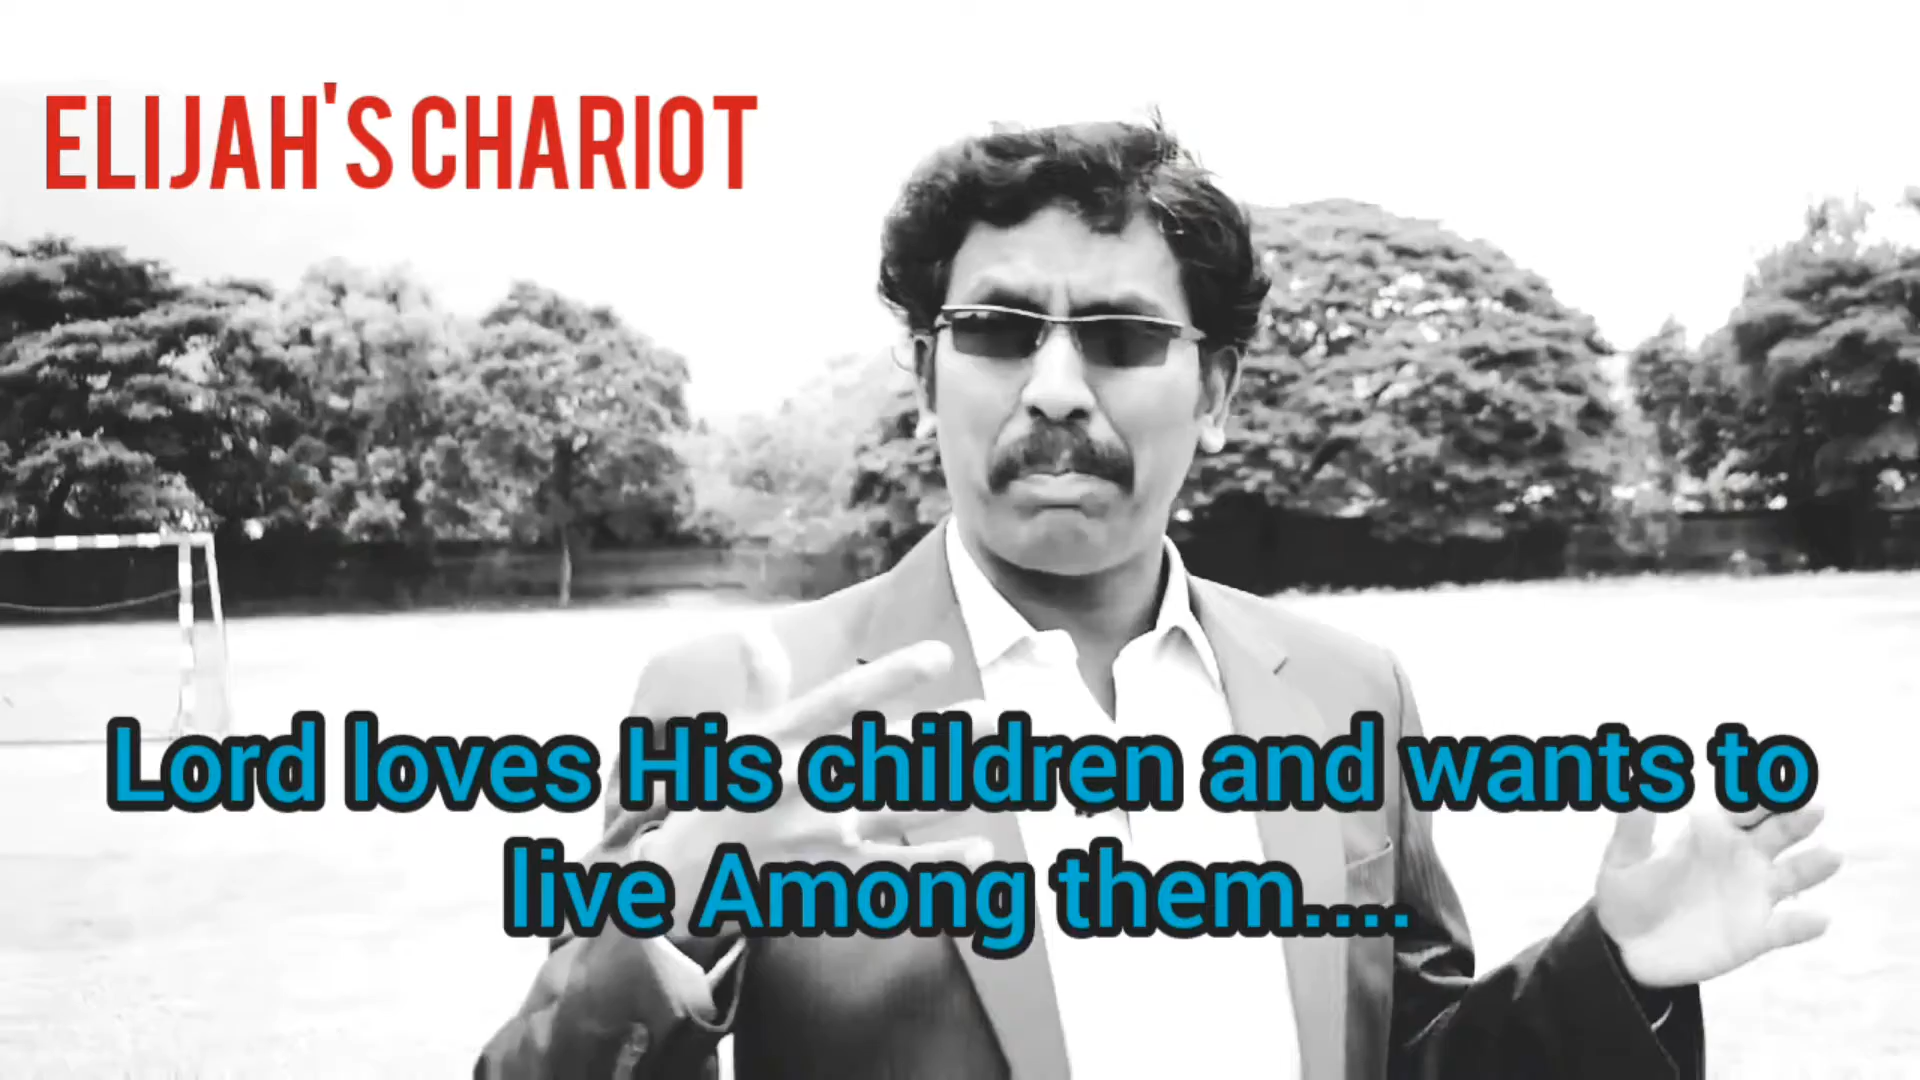 ELIJAH'S CHARIOT
Lord loves His children and wants to
live Among them....